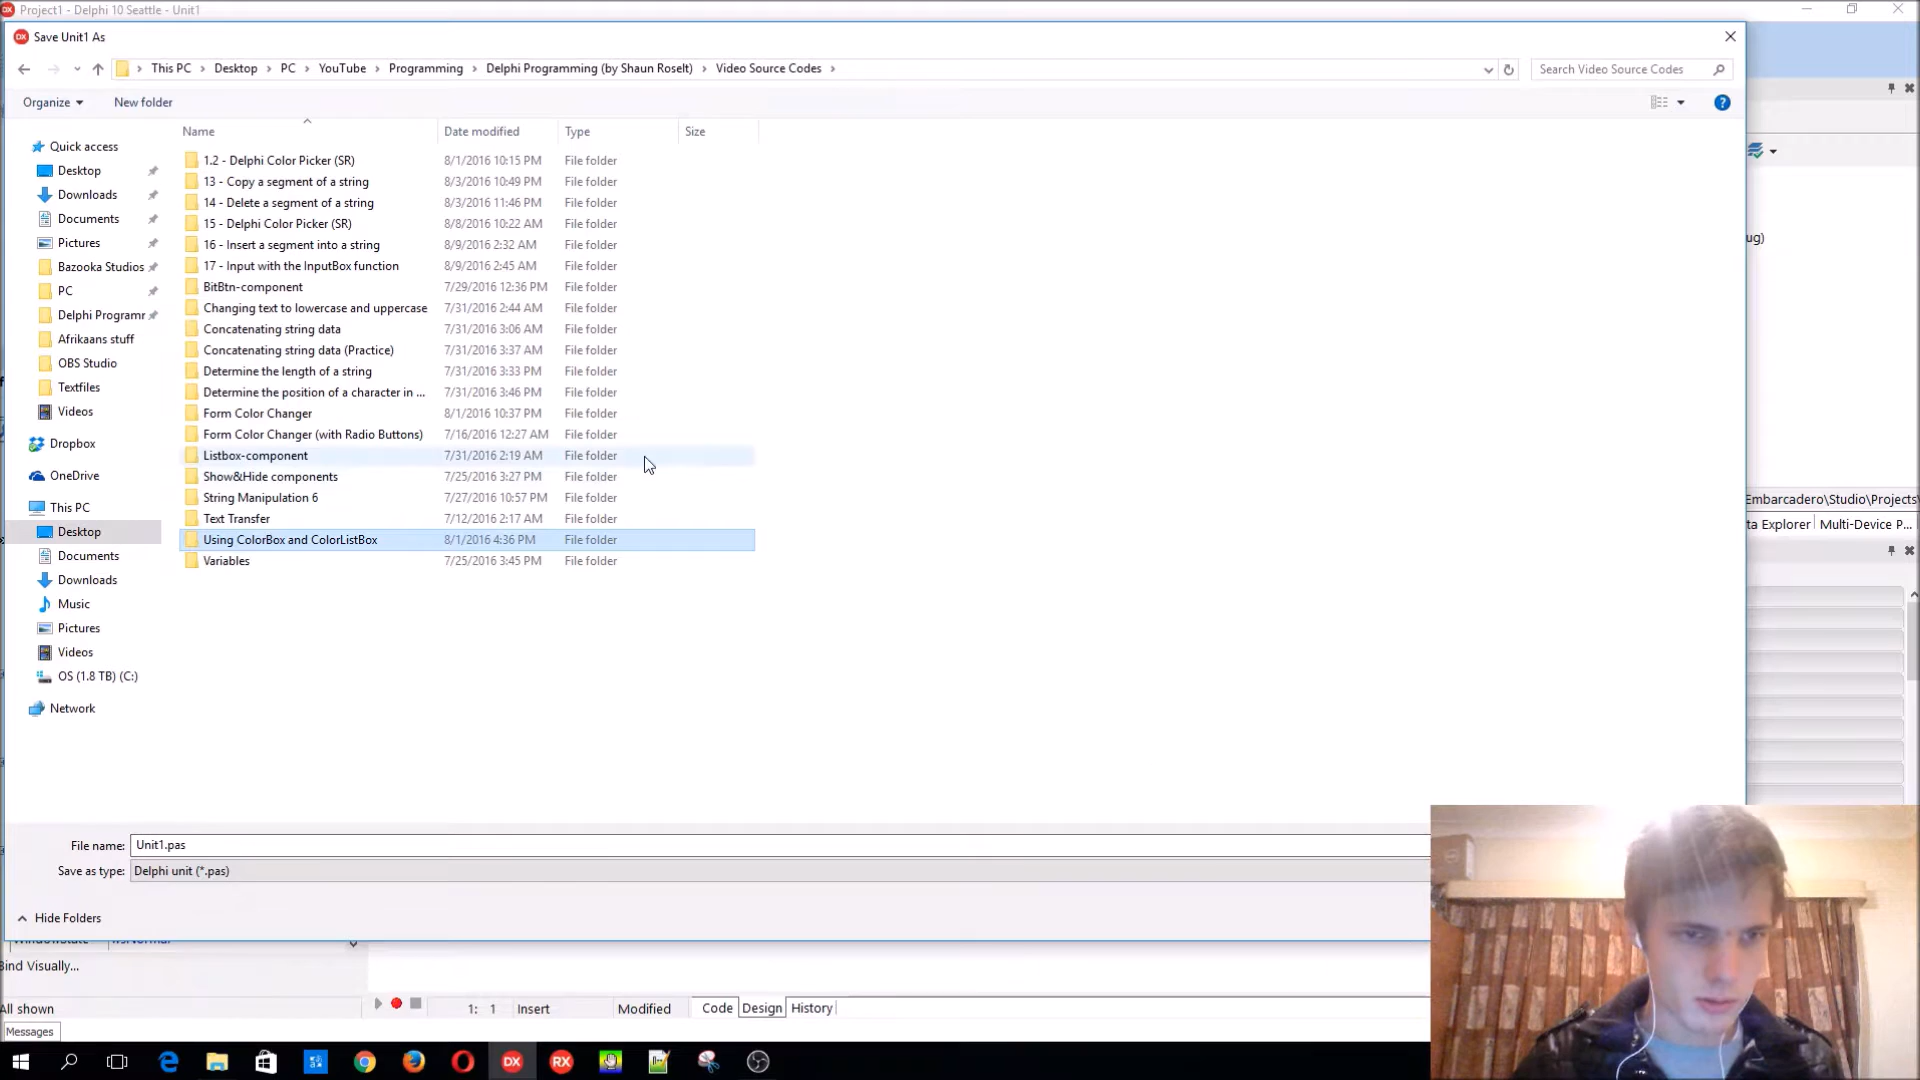 Project1 - Delphi 10 Seattle - Unit1
Save Unit1 As
This PC > Desktop > PC > YouTube > Programming > Delphi Programming (by Shaun Roselt) > Video Source Codes >
Search Video Source Codes
Organize
New folder
Name Date modified Type Size
Quick access
Desktop
Downloads
Documents
Pictures
Bazooka Studios
PC
Delphi Programr
Afrikaans stuff
OBS Studio
Textfiles
Videos
Dropbox
OneDrive
This PC
Desktop
Documents
Downloads
Music
Pictures
Videos
OS (1.8 TB) (C:)
Network
1.2 - Delphi Color Picker (SR) 8/1/2016 10:15 PM File folder
13 - Copy a segment of a string 8/3/2016 10:49 PM File folder
14 - Delete a segment of a string 8/3/2016 11:46 PM File folder
15 - Delphi Color Picker (SR) 8/8/2016 10:22 AM File folder
16 - Insert a segment into a string 8/9/2016 2:32 AM File folder
17 - Input with the InputBox function 8/9/2016 2:45 AM File folder
BitBtn-component 7/29/2016 12:36 PM File folder
Changing text to lowercase and uppercase 7/31/2016 2:44 AM File folder
Concatenating string data 7/31/2016 3:06 AM File folder
Concatenating string data (Practice) 7/31/2016 3:37 AM File folder
Determine the length of a string 7/31/2016 3:33 PM File folder
Determine the position of a character in ... 7/31/2016 3:46 PM File folder
Form Color Changer 8/1/2016 10:37 PM File folder
Form Color Changer (with Radio Buttons) 7/16/2016 12:27 AM File folder
Listbox-component 7/31/2016 2:19 AM File folder
Show&Hide components 7/25/2016 3:27 PM File folder
String Manipulation 6 7/27/2016 10:57 PM File folder
Text Transfer 7/12/2016 2:17 AM File folder
Using ColorBox and ColorListBox 8/1/2016 4:36 PM File folder
Variables 7/25/2016 3:45 PM File folder
ug)
Embarcadero\Studio\Projects\
ta Explorer Multi-Device P...
File name: Unit1.pas
Save as type: Delphi unit (*.pas)
Hide Folders
Bind Visually...
All shown
1: 1 Insert Modified Code Design History
Messages
DX RX